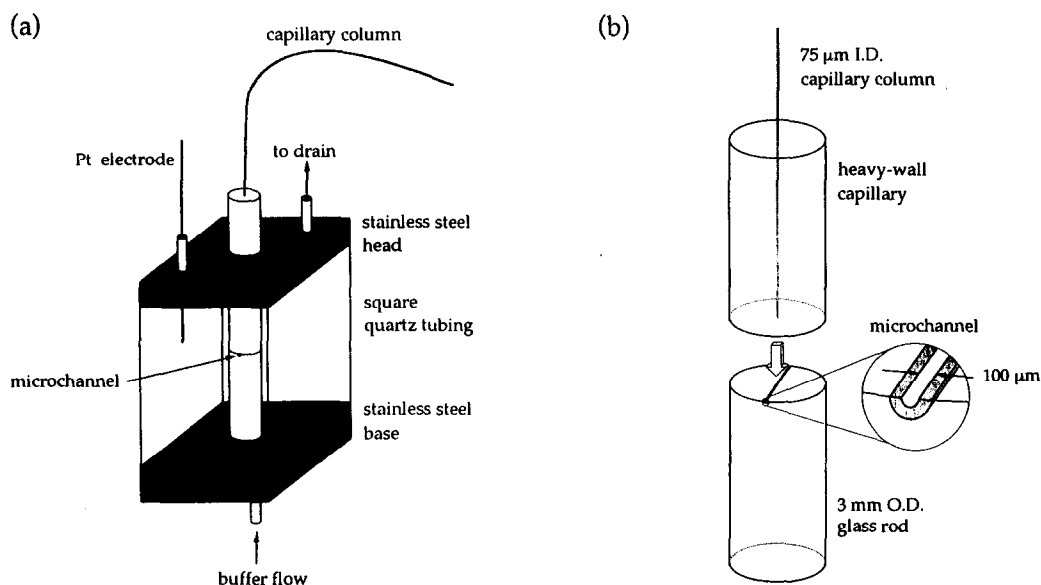 (a)
capillary column
Pt electrode
to drain
stainless steel
head
square
quartz tubing
microchannel
stainless steel
base
buffer flow
(b)
75 µm I.D.
capillary column
heavy-wall
capillary
microchannel
100 µm
3 mm O.D.
glass rod